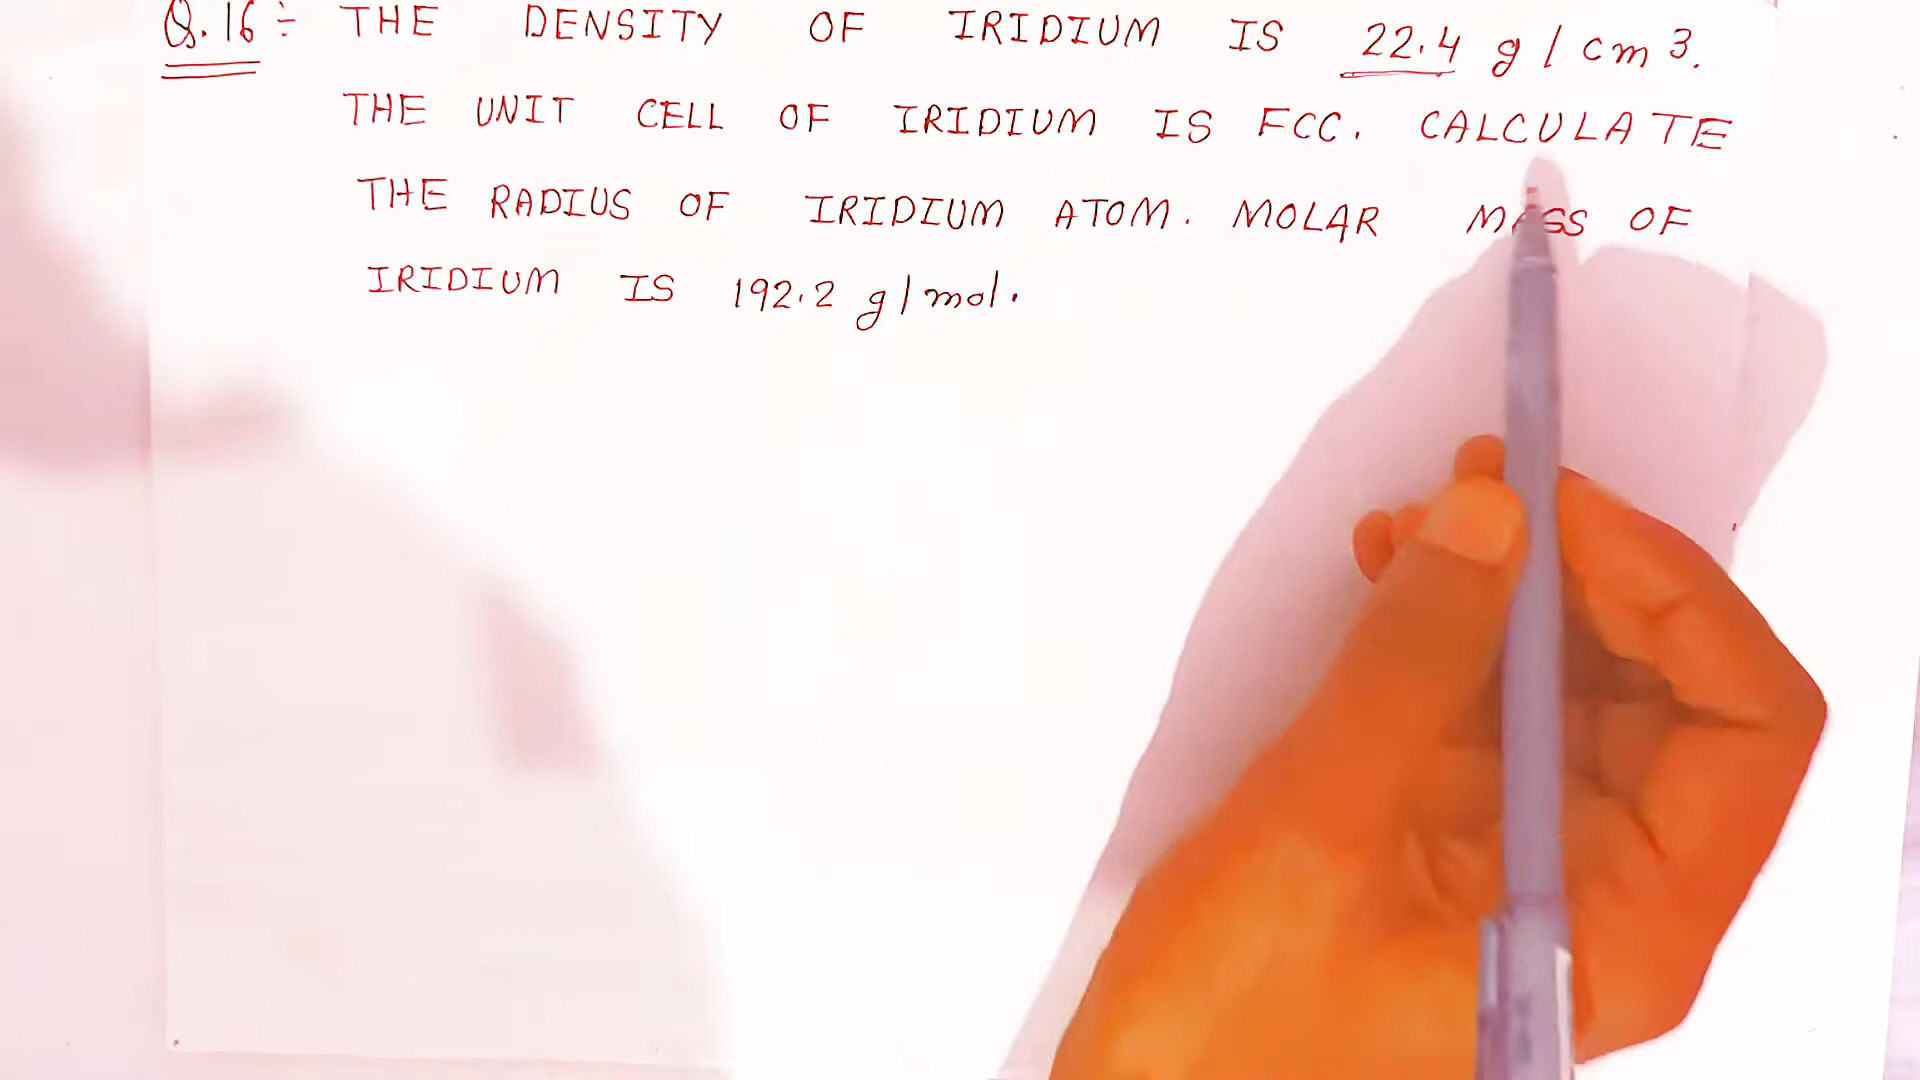 Q.16÷ THE DENSITY OF IRIDIUM IS 22.4 g/cm3.
THE UNIT CELL OF IRIDIUM IS FCC. CALCULATE
THE RADIUS OF IRIDIUM ATOM. MOLAR MASS OF
IRIDIUM IS 192.2 g/mol.